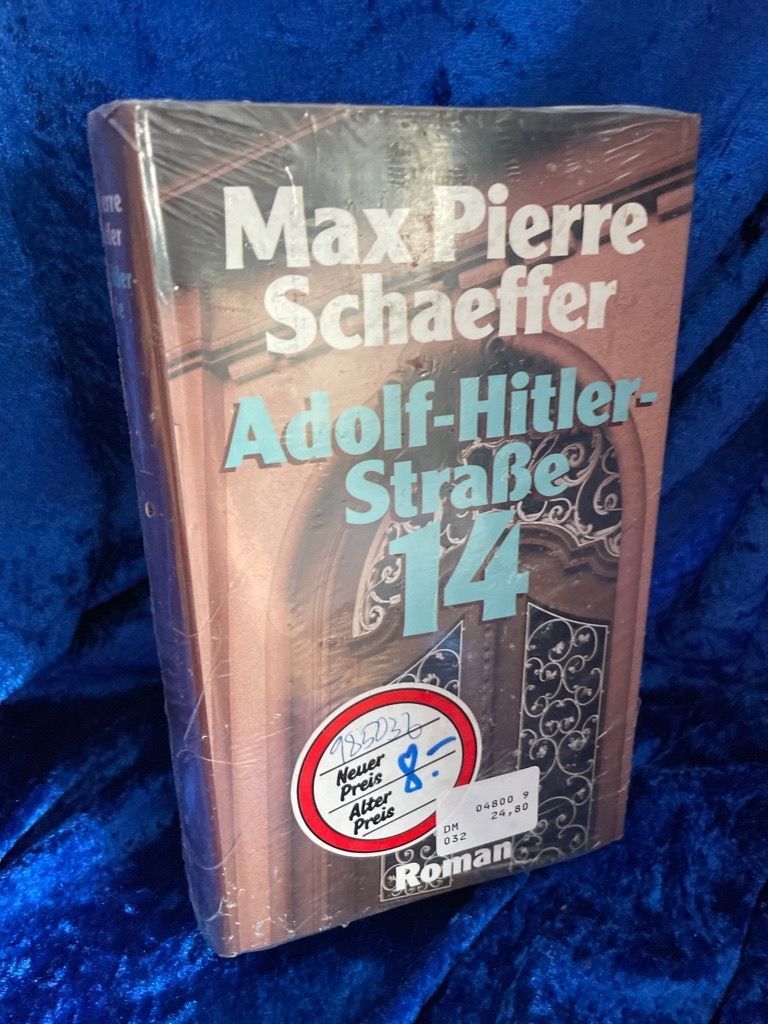 Max Pierre
Schaeffer
Adolf-Hitler-
Straße
14
985036
Neuer
Preis 8.-
Alter
Preis
04800 9
DM 24,80
032
Roman